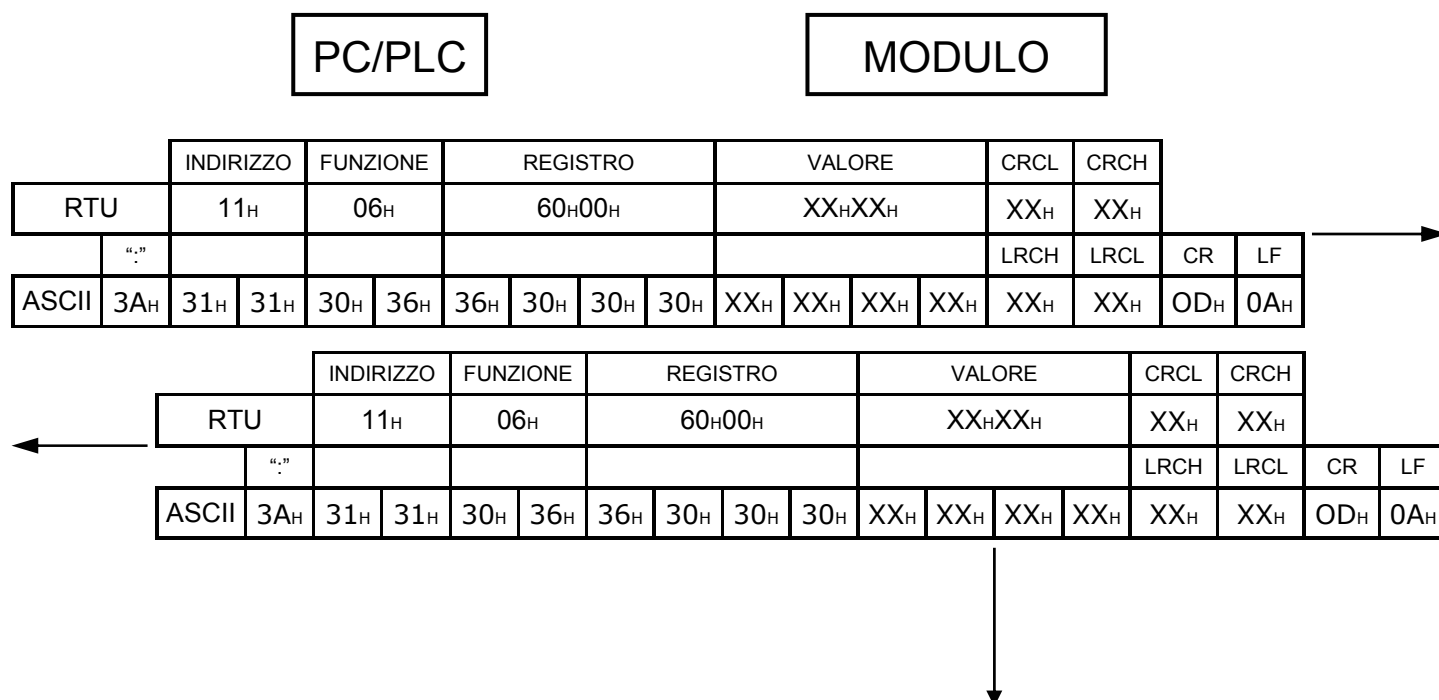 PC/PLC MODULO
INDIRIZZO FUNZIONE REGISTRO VALORE CRCL CRCH
RTU 11H 06H 60H00H XXHXXH XXH XXH
“:” LRCH LRCL CR LF
ASCII 3AH 31H 31H 30H 36H 36H 30H 30H 30H XXH XXH XXH XXH XXH XXH ODH 0AH
INDIRIZZO FUNZIONE REGISTRO VALORE CRCL CRCH
RTU 11H 06H 60H00H XXHXXH XXH XXH
“:” LRCH LRCL CR LF
ASCII 3AH 31H 31H 30H 36H 36H 30H 30H 30H XXH XXH XXH XXH XXH XXH ODH 0AH